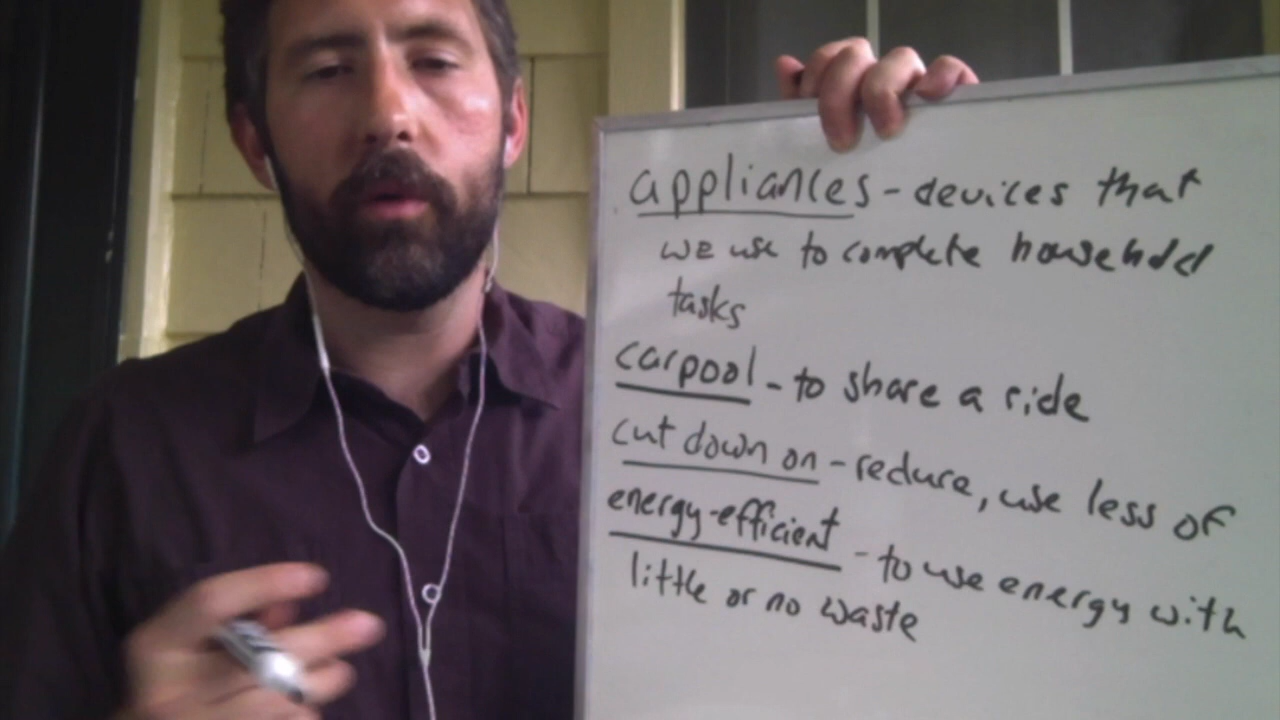 appliances - devices that
we use to complete household
tasks
carpool - to share a ride
cut down on - reduce, use less of
energy-efficient - to use energy with
little or no waste